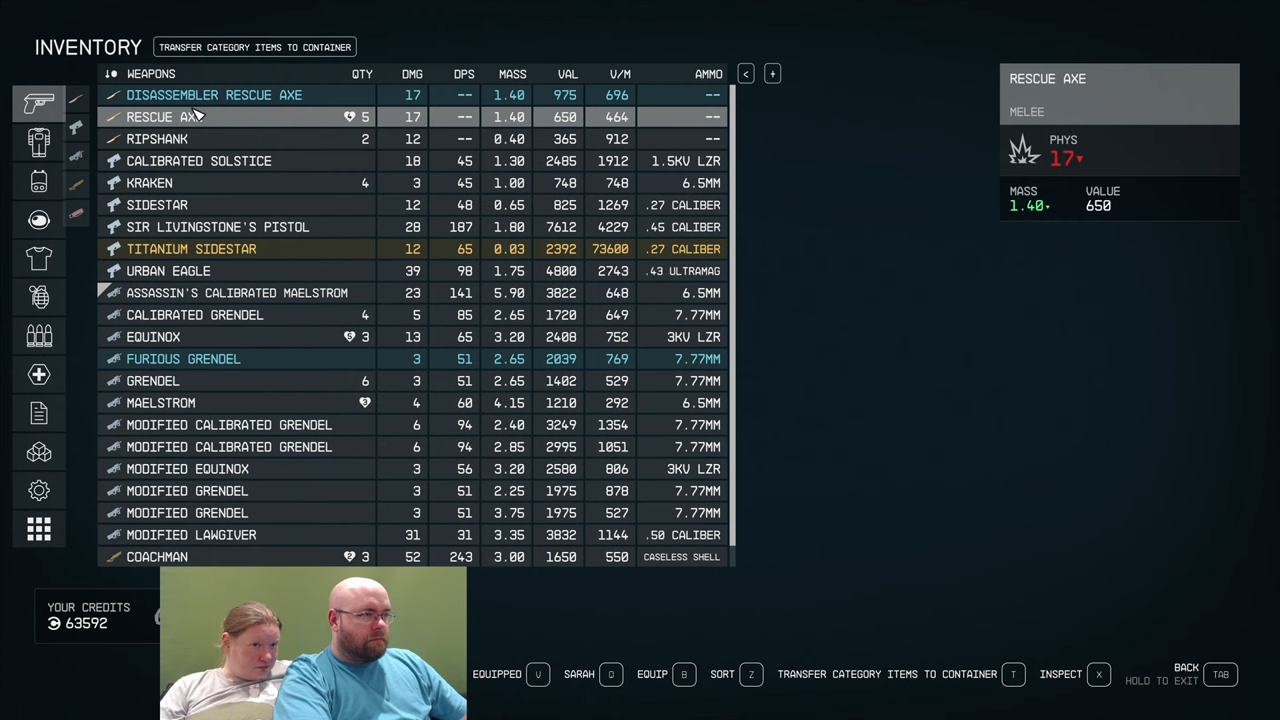 INVENTORY TRANSFER CATEGORY ITEMS TO CONTAINER
WEAPONS QTY DMG DPS MASS VAL V/M AMMO < +
DISASSEMBLER RESCUE AXE 17 -- 1.40 975 696 --
RESCUE AXE 5 17 -- 1.40 650 464 --
RIPSHANK 2 12 -- 0.40 365 912 --
CALIBRATED SOLSTICE 18 45 1.30 2485 1912 1.5KV LZR
KRAKEN 4 3 45 1.00 748 748 6.5MM
SIDESTAR 12 48 0.65 825 1269 .27 CALIBER
SIR LIVINGSTONE'S PISTOL 28 187 1.80 7612 4229 .45 CALIBER
TITANIUM SIDESTAR 12 65 0.03 2392 73600 .27 CALIBER
URBAN EAGLE 39 98 1.75 4800 2743 .43 ULTRAMAG
ASSASSIN'S CALIBRATED MAELSTROM 23 141 5.90 3822 648 6.5MM
CALIBRATED GRENDEL 4 5 85 2.65 1720 649 7.77MM
EQUINOX 5 3 13 65 3.20 2408 752 3KV LZR
FURIOUS GRENDEL 3 51 2.65 2039 769 7.77MM
GRENDEL 6 3 51 2.65 1402 529 7.77MM
MAELSTROM 3 4 60 4.15 1210 292 6.5MM
MODIFIED CALIBRATED GRENDEL 6 94 2.40 3249 1354 7.77MM
MODIFIED CALIBRATED GRENDEL 6 94 2.85 2995 1051 7.77MM
MODIFIED EQUINOX 3 56 3.20 2580 806 3KV LZR
MODIFIED GRENDEL 3 51 2.25 1975 878 7.77MM
MODIFIED GRENDEL 3 51 3.75 1975 527 7.77MM
MODIFIED LAWGIVER 31 31 3.35 3832 1144 .50 CALIBER
COACHMAN 2 3 52 243 3.00 1650 550 CASELESS SHELL
RESCUE AXE
MELEE
PHYS
17
MASS VALUE
1.40 650
YOUR CREDITS
63592
EQUIPPED V SARAH Q EQUIP B SORT Z TRANSFER CATEGORY ITEMS TO CONTAINER T INSPECT X
BACK
HOLD TO EXIT TAB